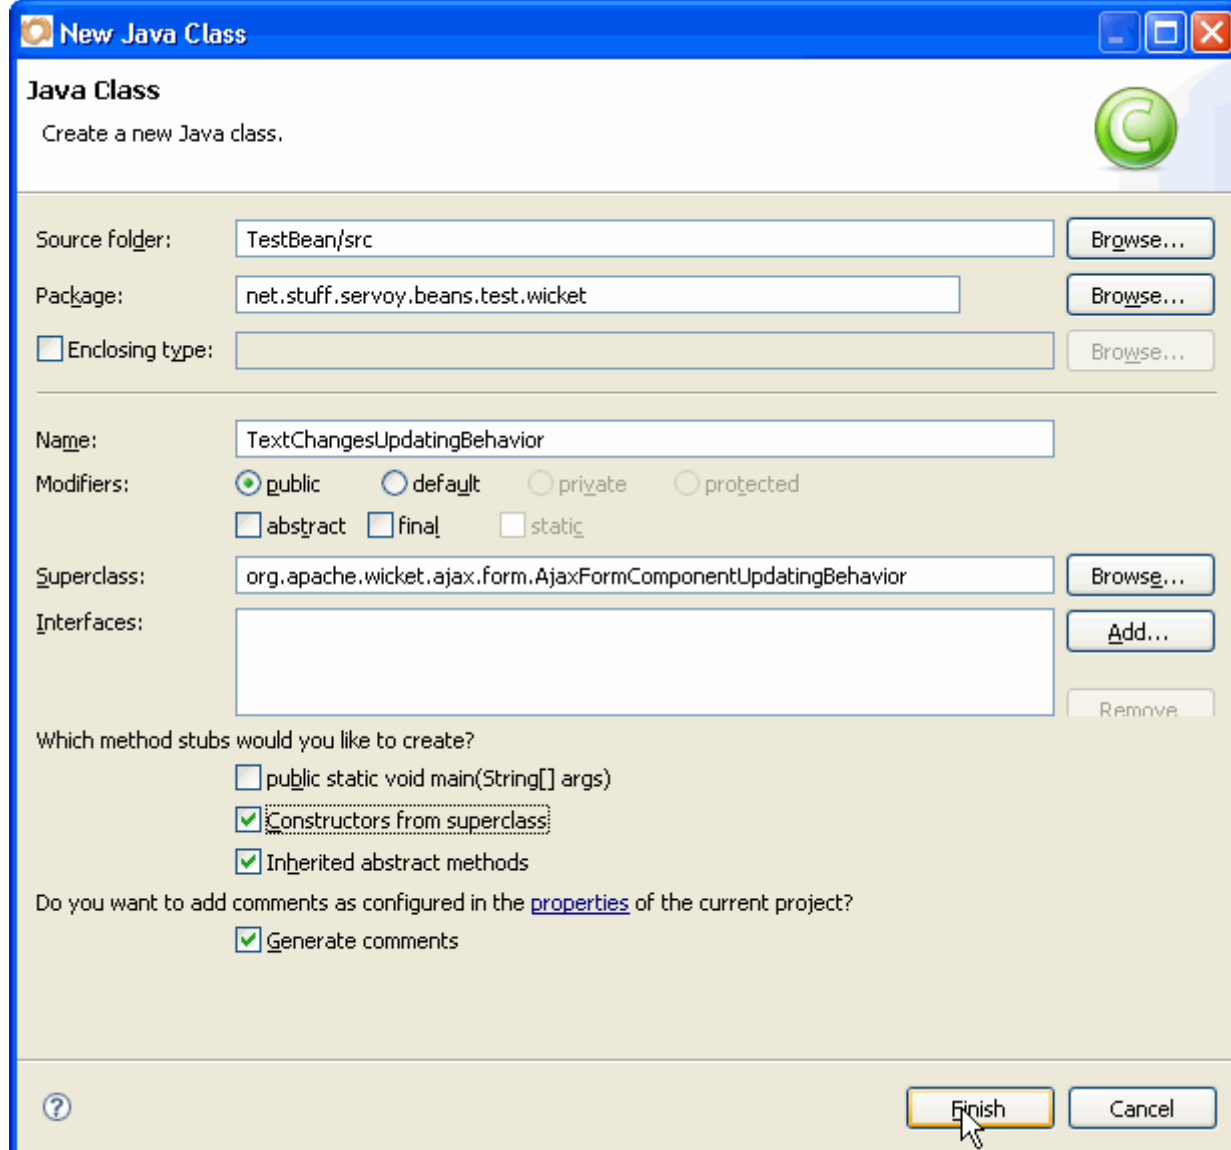 New Java Class
Java Class
Create a new Java class.
C
Source folder: TestBean/src Browse...
Package: net.stuff.servoy.beans.test.wicket Browse...
Enclosing type: Browse...
Name: TextChangesUpdatingBehavior
Modifiers: public default private protected
abstract final static
Superclass: org.apache.wicket.ajax.form.AjaxFormComponentUpdatingBehavior Browse...
Interfaces: Add...
Remove
Which method stubs would you like to create?
public static void main(String[] args)
Constructors from superclass
Inherited abstract methods
Do you want to add comments as configured in the properties of the current project?
Generate comments
? Finish Cancel